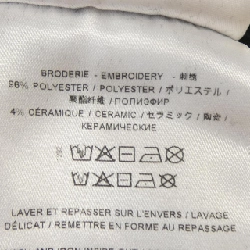 BRODERIE - EMBROIDERY - 刺繍
96% POLYESTER / POLYESTER / ポリエステル /
聚酯纖維 / ПОЛИЭФИР
4% CÉRAMIQUE / CERAMIC / セラミック / 陶瓷 /
КЕРАМИЧЕСКИЕ
LAVER ET REPASSER SUR L'ENVERS / LAVAGE
DÉLICAT / REMETTRE EN FORME AU REPASSAGE